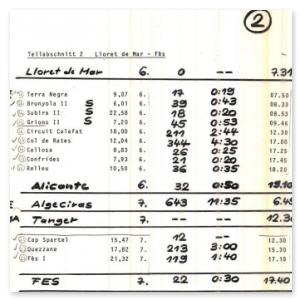 2
Teilabschnitt 2 Lloret de Mar - Fès
Lloret de Mar 6. 0 -- 7.31
Terra Negra 9,07 6. 17 0:19 07.50
Brunyola II S 6,01 6. 39 0:43 08.33
Subira II S 22,58 6. 18 0:20 08.53
Grions II S 7,20 6. 45 0:53 09.46
Circuit Calafat 18,00 6. 211 2:44 12.30
Col de Rates 12,04 6. 344 4:30 17.00
Callosa 8,83 6. 26 0:25 17.25
Confrides 7,93 6. 21 0:20 17.45
Relleu 10,58 6. 36 0:35 18.20
Alicante 6. 32 0:50 19.10
Algeciras 7. 643 11:35 6.45
Tanger 7. -- -- 12.30
Cap Spartel 15,47 7. 12 -- 12.30
Ouezzane 17,82 7. 213 3:00 15.30
Fès I 21,32 7. 119 1:40 17.10
FES 7. 22 0:30 17.40